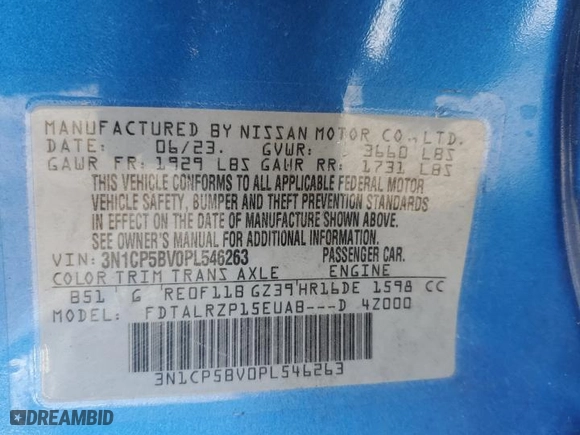 MANUFACTURED BY NISSAN MOTOR CO., LTD.
DATE: 06/23. GVWR: 3660 LBS
GAWR FR: 1929 LBS GAWR RR: 1731 LBS
THIS VEHICLE CONFORMS TO ALL APPLICABLE FEDERAL MOTOR
VEHICLE SAFETY, BUMPER AND THEFT PREVENTION STANDARDS
IN EFFECT ON THE DATE OF MANUFACTURE SHOWN ABOVE.
SEE OWNER'S MANUAL FOR ADDITIONAL INFORMATION.
VIN: 3N1CP5BV0PL546263 PASSENGER CAR.
COLOR TRIM TRANS AXLE ENGINE
B51 G RE0F11B GZ39 HR16DE 1598 CC
MODEL: FDTALRZP15EUAB---D 4Z000
3N1CP5BV0PL546263
DREAMBID